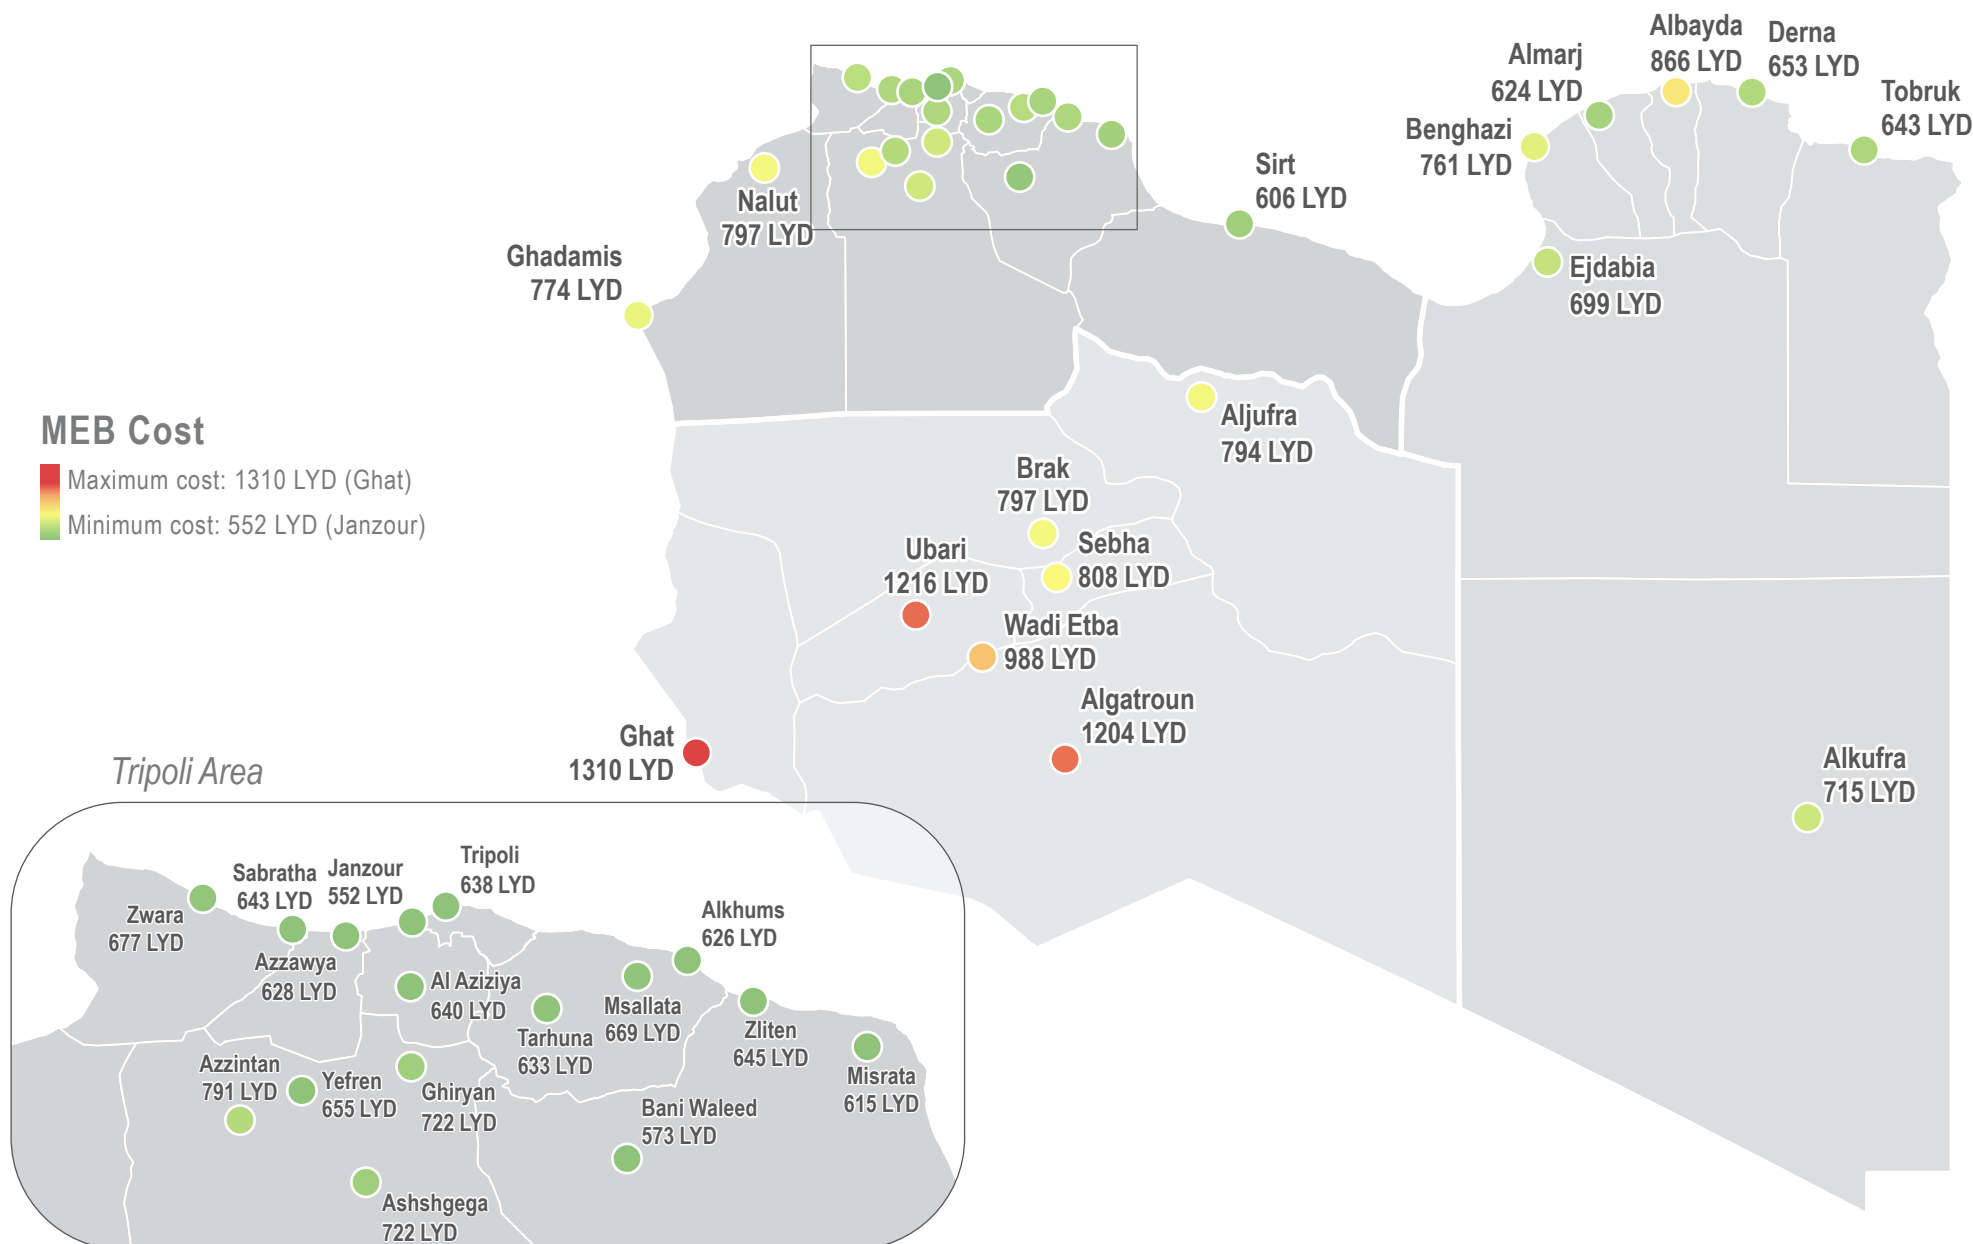 Albayda
866 LYD
Derna
653 LYD
Almarj
624 LYD
Tobruk
643 LYD
Benghazi
761 LYD
Sirt
606 LYD
Nalut
797 LYD
Ghadamis
774 LYD
Ejdabia
699 LYD
MEB Cost
Maximum cost: 1310 LYD (Ghat)
Minimum cost: 552 LYD (Janzour)
Aljufra
794 LYD
Brak
797 LYD
Ubari
1216 LYD
Sebha
808 LYD
Wadi Etba
988 LYD
Algatroun
1204 LYD
Ghat
1310 LYD
Alkufra
715 LYD
Tripoli Area
Tripoli
638 LYD
Janzour
552 LYD
Sabratha
643 LYD
Zwara
677 LYD
Alkhums
626 LYD
Azzawya
628 LYD
Al Aziziya
640 LYD
Msallata
669 LYD
Tarhuna
633 LYD
Zliten
645 LYD
Misrata
615 LYD
Azzintan
791 LYD
Yefren
655 LYD
Ghiryan
722 LYD
Bani Waleed
573 LYD
Ashshgega
722 LYD